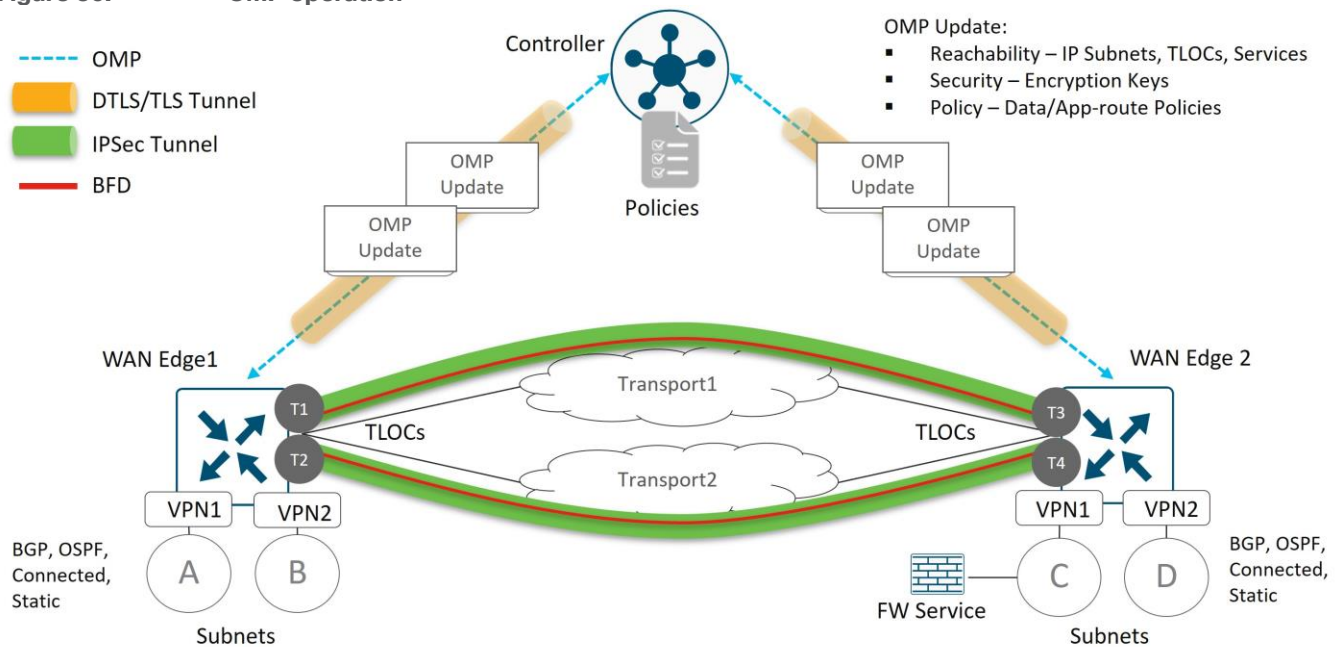 OMP operation
OMP
DTLS/TLS Tunnel
IPSec Tunnel
BFD
Controller
Policies
OMP Update:
▪ Reachability – IP Subnets, TLOCs, Services
▪ Security – Encryption Keys
▪ Policy – Data/App-route Policies
OMP
Update
OMP
Update
OMP
Update
OMP
Update
WAN Edge1
WAN Edge 2
T1
T2
TLOCs
Transport1
Transport2
TLOCs
T3
T4
VPN1
VPN2
VPN1
VPN2
BGP, OSPF,
Connected,
Static
A
B
Subnets
FW Service
C
D
Subnets
BGP, OSPF,
Connected,
Static